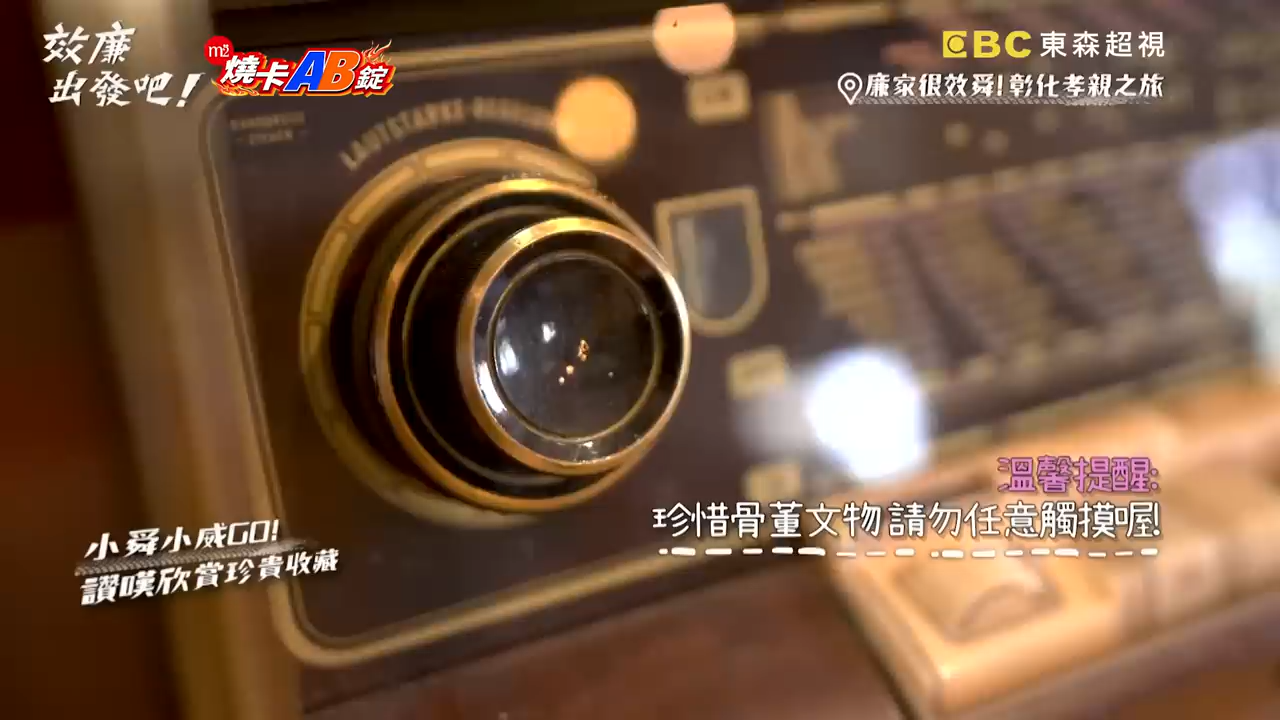 效廉
出發吧!
m2 燒卡AB錠
EBC 東森超視
廉家很效舜!彰化孝親之旅
溫馨提醒:
珍惜骨董文物請勿任意觸摸喔!
小舜小威GO!
讚嘆欣賞珍貴收藏